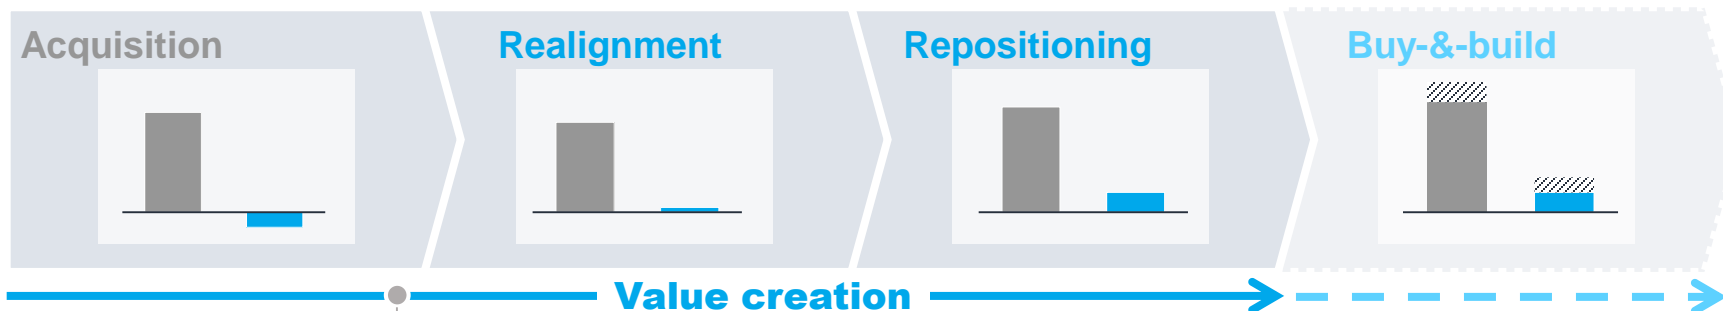 Acquisition
Realignment
Repositioning
Buy-&-build
Value creation